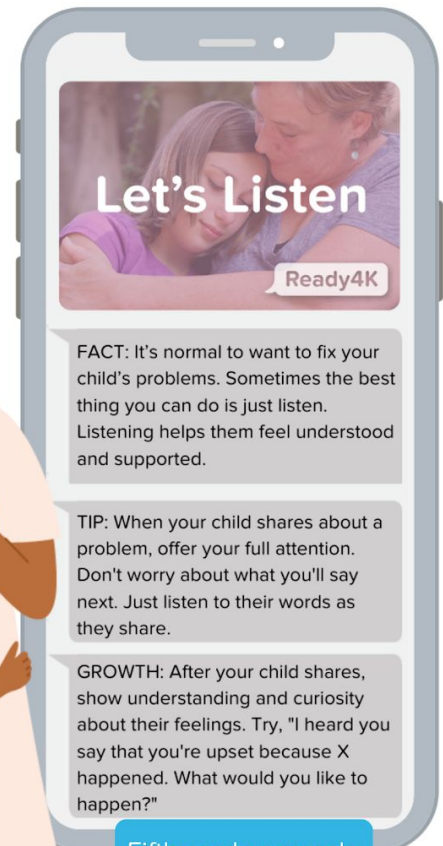 Let's Listen
Ready4K
FACT: It's normal to want to fix your
child's problems. Sometimes the best
thing you can do is just listen.
Listening helps them feel understood
and supported.
TIP: When your child shares about a
problem, offer your full attention.
Don't worry about what you'll say
next. Just listen to their words as
they share.
GROWTH: After your child shares,
show understanding and curiosity
about their feelings. Try, "I heard you
say that you're upset because X
happened. What would you like to
happen?"